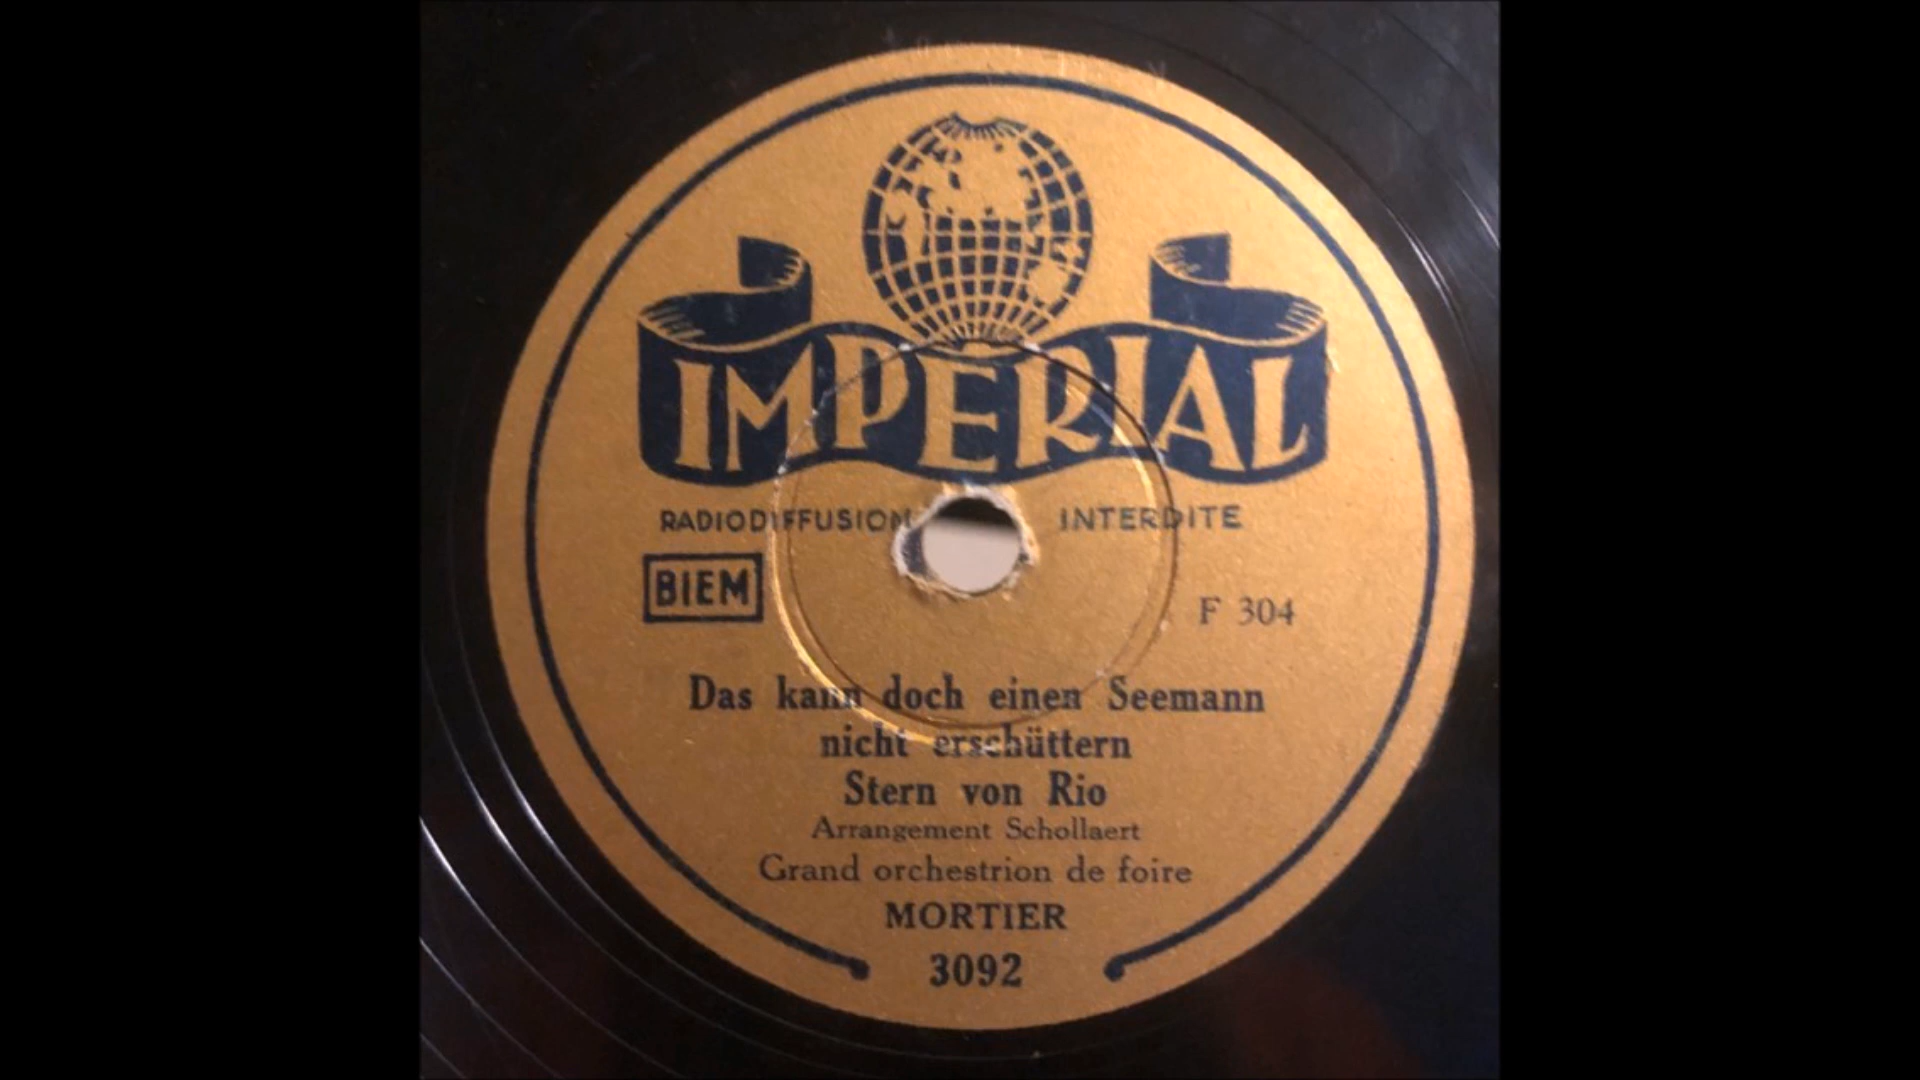 IMPERIAL
RADIODIFFUSION INTERDITE
BIEM
F 304
Das kann doch einen Seemann
nicht erschüttern
Stern von Rio
Arrangement Schollaert
Grand orchestrion de foire
MORTIER
3092